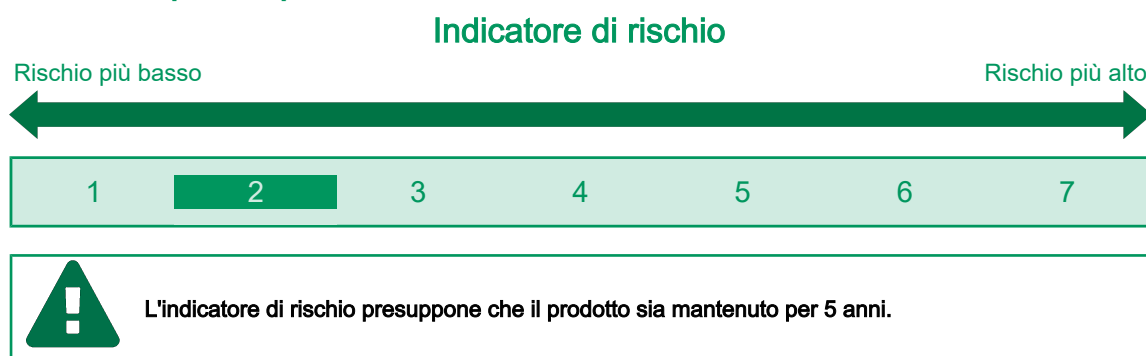 Indicatore di rischio
Rischio più basso Rischio più alto
1 2 3 4 5 6 7
L'indicatore di rischio presuppone che il prodotto sia mantenuto per 5 anni.